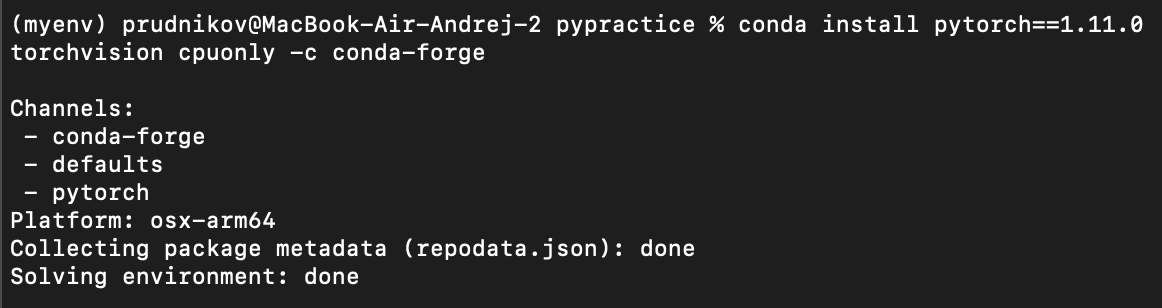 (myenv) prudnikov@MacBook-Air-Andrej-2 pypractice % conda install pytorch==1.11.0
torchvision cpuonly -c conda-forge
Channels:
- conda-forge
- defaults
- pytorch
Platform: osx-arm64
Collecting package metadata (repodata.json): done
Solving environment: done